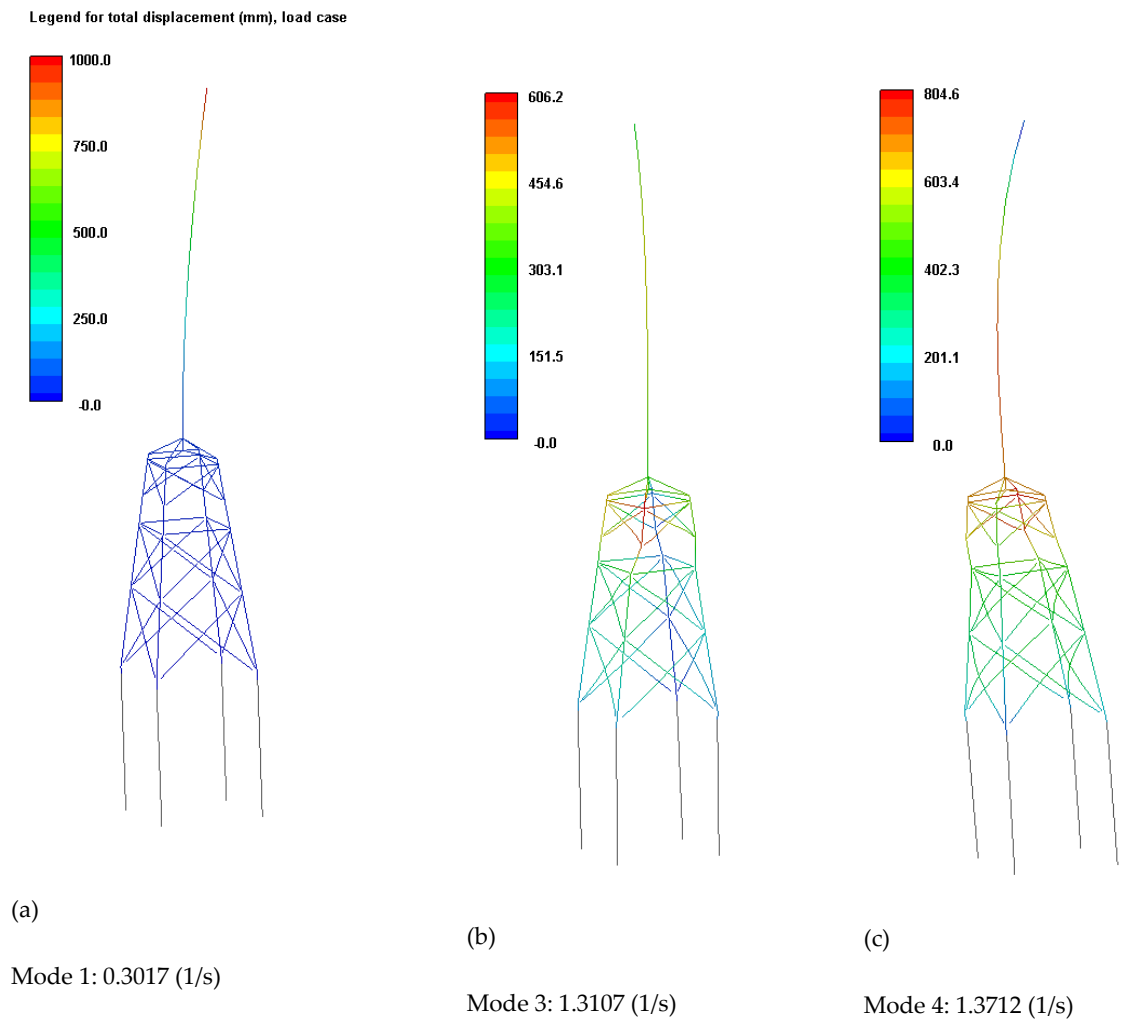 Legend for total displacement (mm), load case
1000.0
750.0
500.0
250.0
-0.0
606.2
454.6
303.1
151.5
-0.0
804.6
603.4
402.3
201.1
0.0
(a)
Mode 1: 0.3017 (1/s)
(b)
Mode 3: 1.3107 (1/s)
(c)
Mode 4: 1.3712 (1/s)